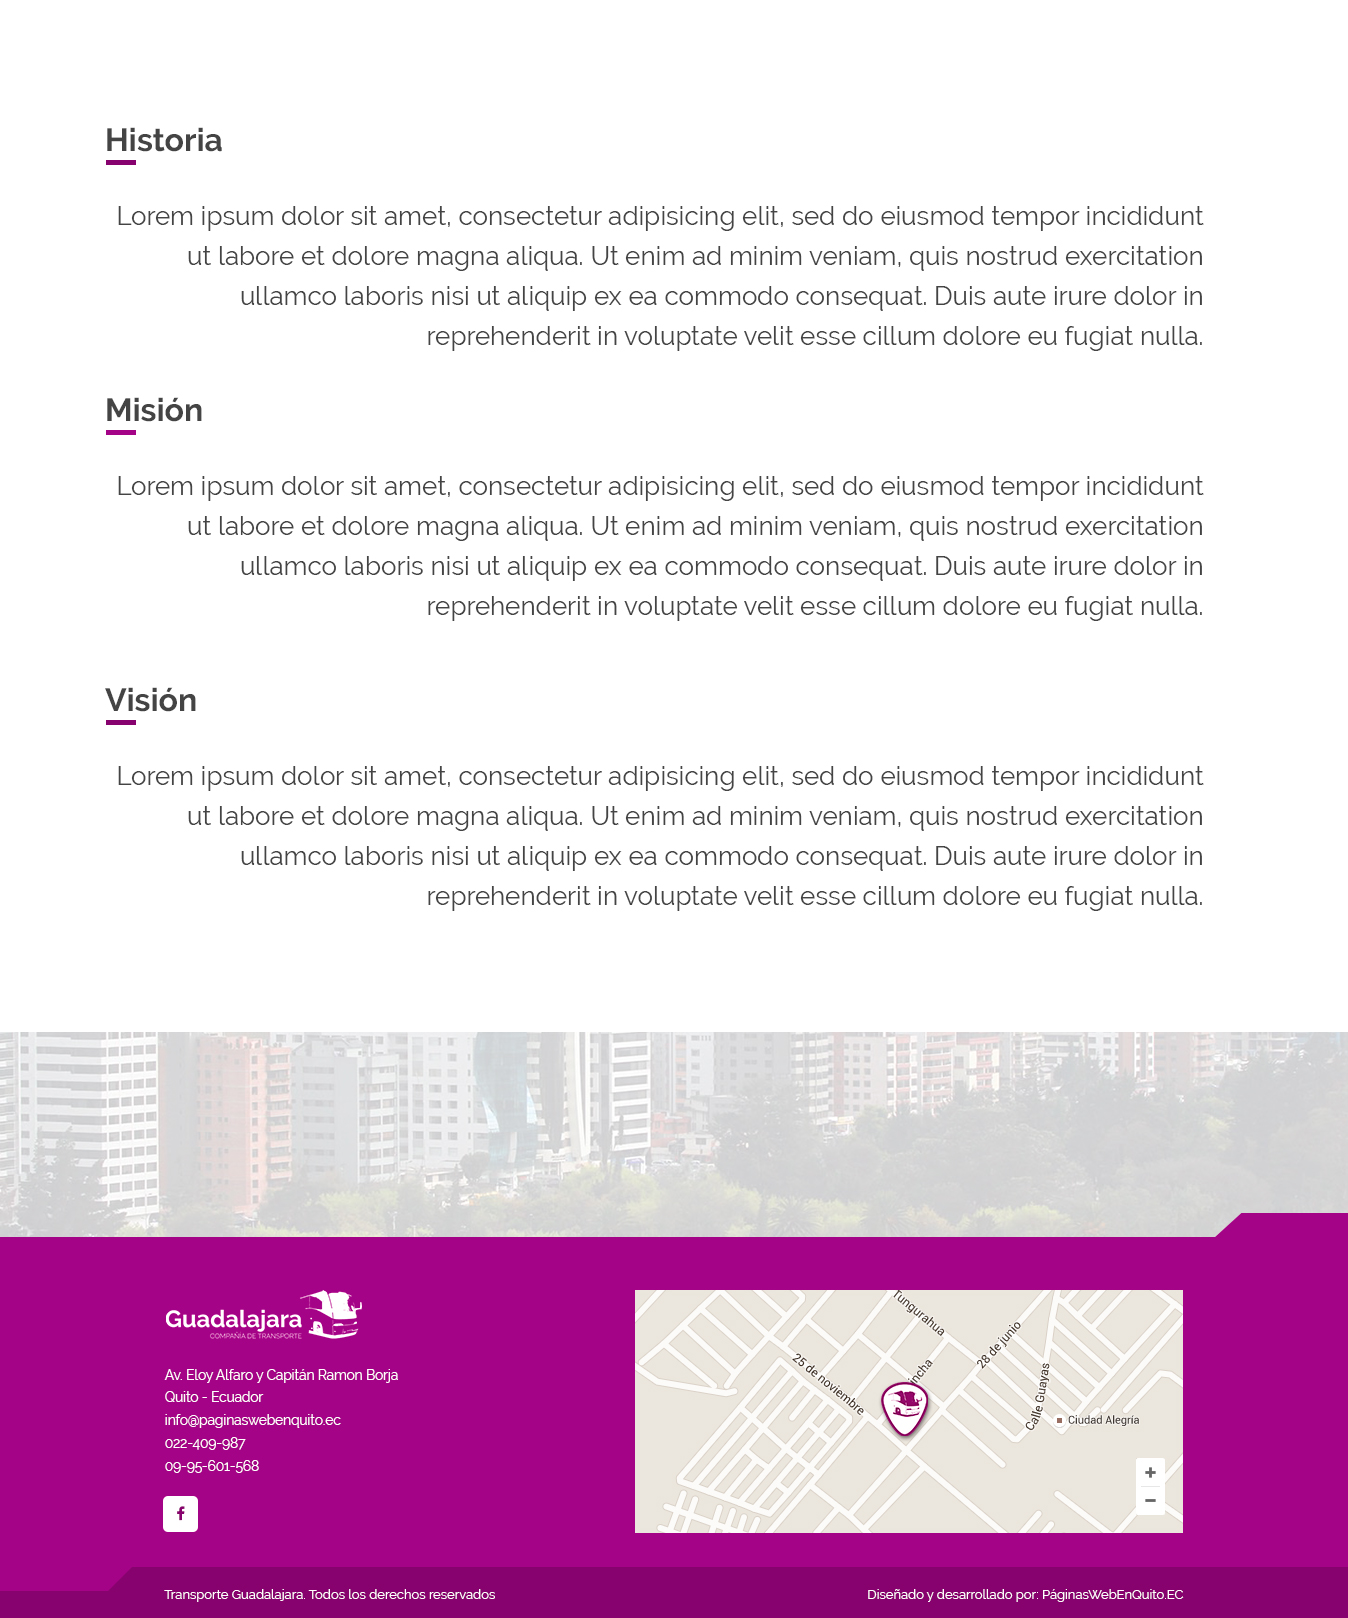 Historia
Lorem ipsum dolor sit amet, consectetur adipisicing elit, sed do eiusmod tempor incididunt
ut labore et dolore magna aliqua. Ut enim ad minim veniam, quis nostrud exercitation
ullamco laboris nisi ut aliquip ex ea commodo consequat. Duis aute irure dolor in
reprehenderit in voluptate velit esse cillum dolore eu fugiat nulla.
Misión
Lorem ipsum dolor sit amet, consectetur adipisicing elit, sed do eiusmod tempor incididunt
ut labore et dolore magna aliqua. Ut enim ad minim veniam, quis nostrud exercitation
ullamco laboris nisi ut aliquip ex ea commodo consequat. Duis aute irure dolor in
reprehenderit in voluptate velit esse cillum dolore eu fugiat nulla.
Visión
Lorem ipsum dolor sit amet, consectetur adipisicing elit, sed do eiusmod tempor incididunt
ut labore et dolore magna aliqua. Ut enim ad minim veniam, quis nostrud exercitation
ullamco laboris nisi ut aliquip ex ea commodo consequat. Duis aute irure dolor in
reprehenderit in voluptate velit esse cillum dolore eu fugiat nulla.
Guadalajara
COMPAÑIA DE TRANSPORTE
Av. Eloy Alfaro y Capitán Ramon Borja
Quito - Ecuador
info@paginaswebenquito.ec
022-409-987
09-95-601-568
Tungurahua
28 de junio
25 de noviembre
Calle Guayas
Ciudad Alegría
Transporte Guadalajara. Todos los derechos reservados
Diseñado y desarrollado por: PáginasWebEnQuito.EC